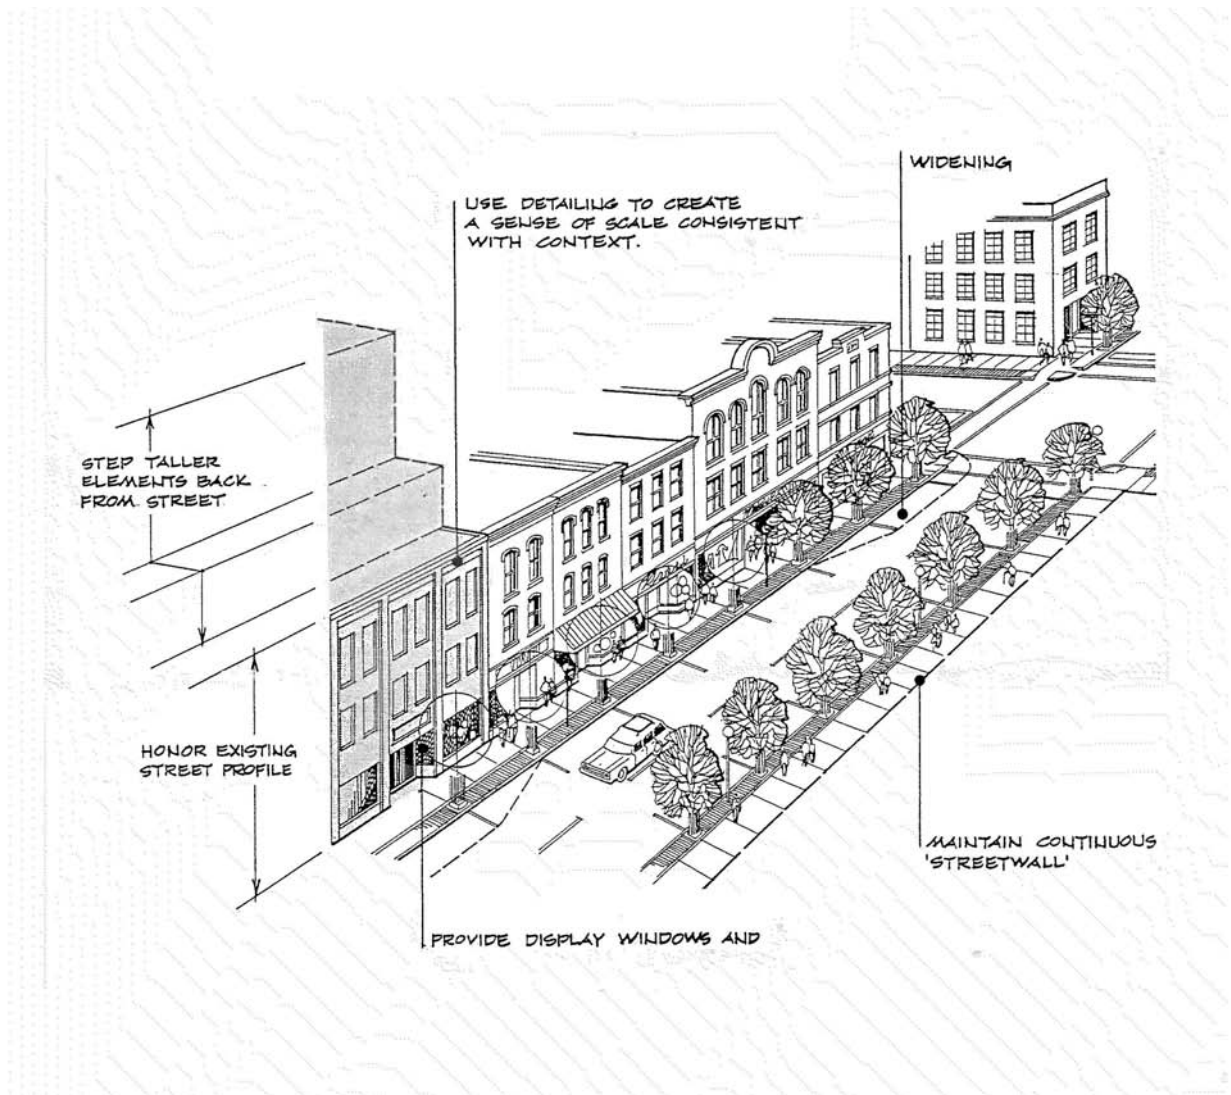 WIDENING
USE DETAILING TO CREATE
A SENSE OF SCALE CONSISTENT
WITH CONTEXT.
STEP TALLER
ELEMENTS BACK
FROM STREET
HONOR EXISTING
STREET PROFILE
MAINTAIN CONTINUOUS
'STREETWALL'
PROVIDE DISPLAY WINDOWS AND